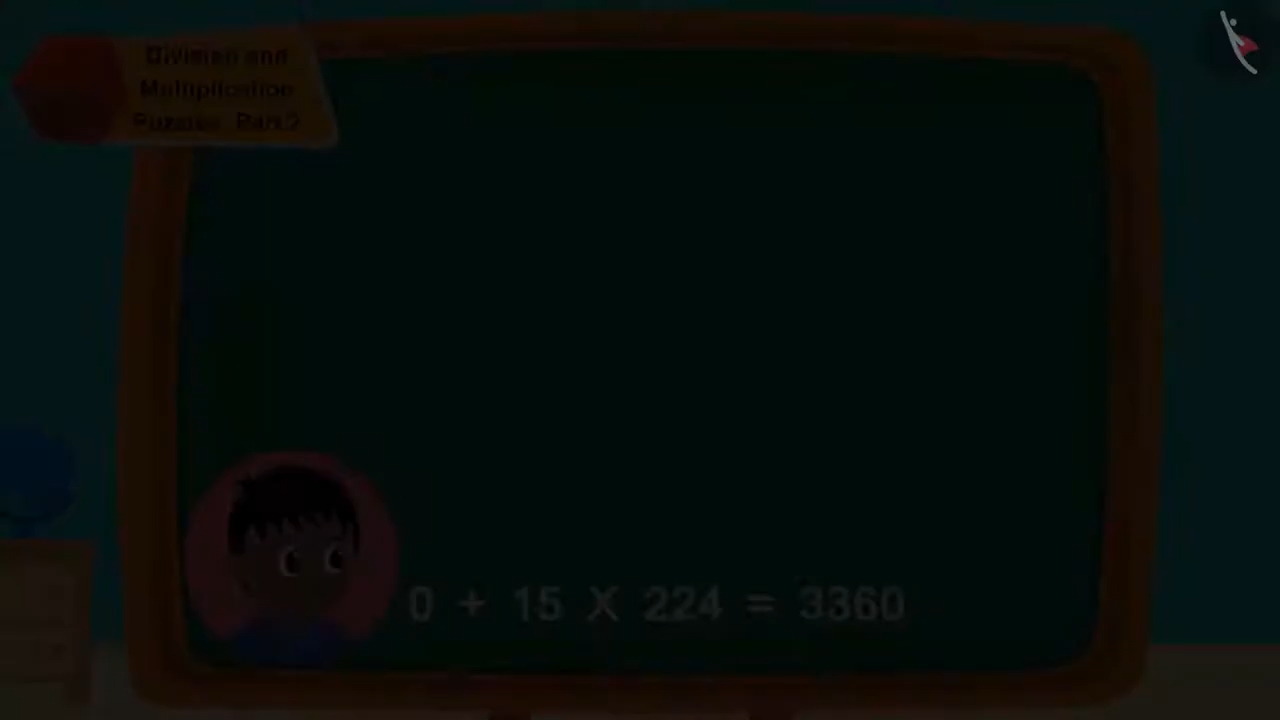 Division and
Multiplication
Puzzles Part 2
0 + 15 X 224 = 3360